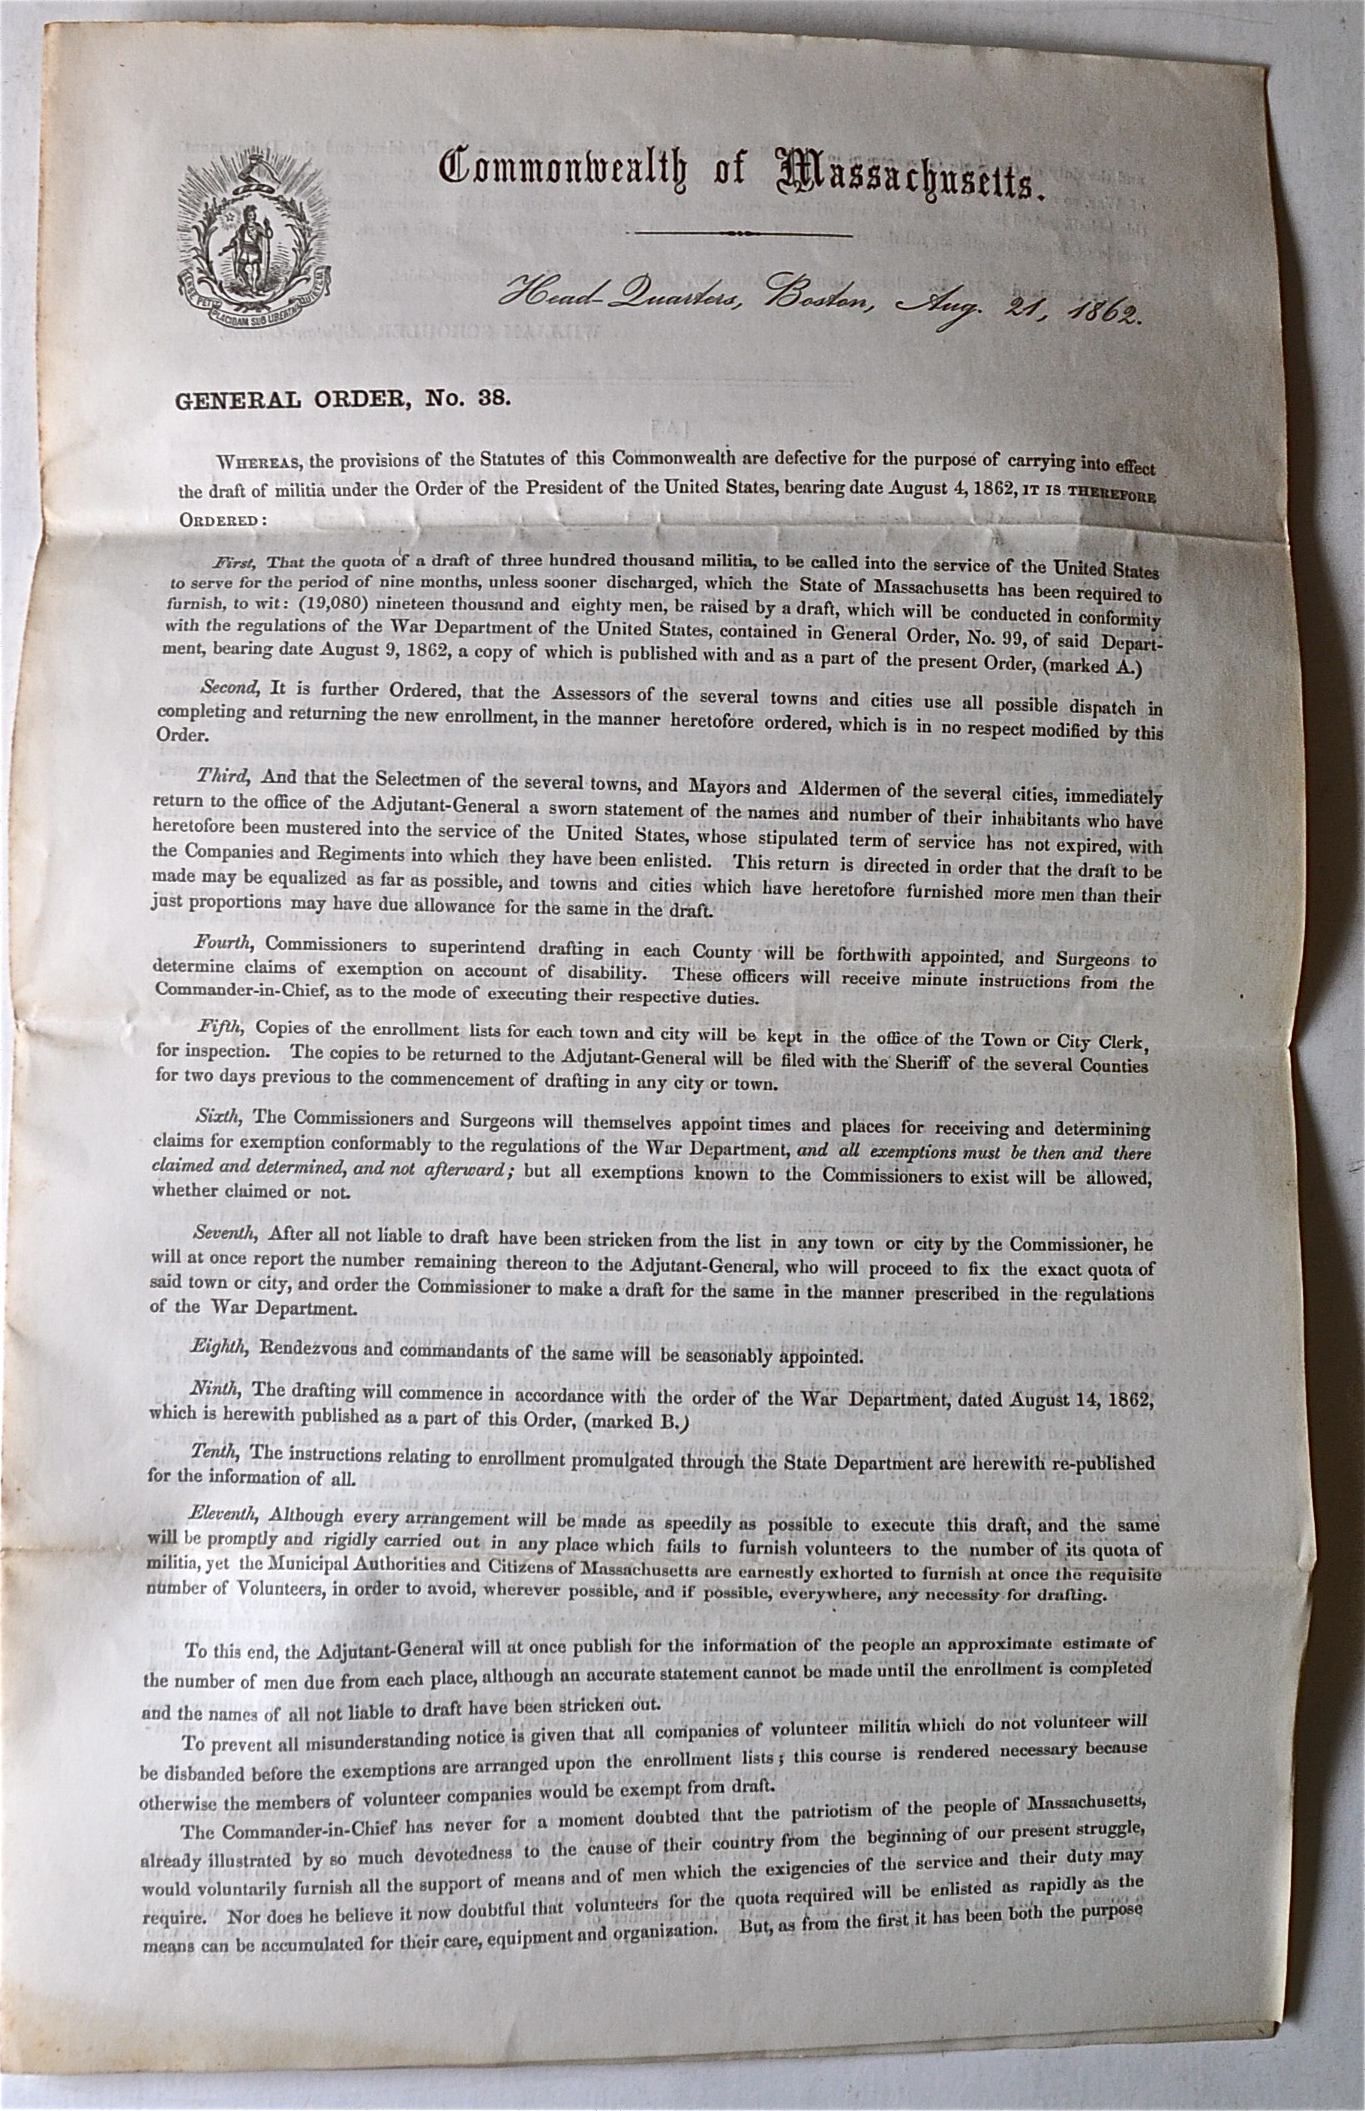 Commonwealth of Massachusetts.
ENSE PETIT PLACIDAM SUB LIBERTATE QUIETEM
Head-Quarters, Boston, Aug. 21, 1862.
GENERAL ORDER, No. 38.
WHEREAS, the provisions of the Statutes of this Commonwealth are defective for the purpose of carrying into effect
the draft of militia under the Order of the President of the United States, bearing date August 4, 1862, IT IS THEREFORE
ORDERED:
First, That the quota of a draft of three hundred thousand militia, to be called into the service of the United States
to serve for the period of nine months, unless sooner discharged, which the State of Massachusetts has been required to
furnish, to wit: (19,080) nineteen thousand and eighty men, be raised by a draft, which will be conducted in conformity
with the regulations of the War Department of the United States, contained in General Order, No. 99, of said Depart-
ment, bearing date August 9, 1862, a copy of which is published with and as a part of the present Order, (marked A.)
Second, It is further Ordered, that the Assessors of the several towns and cities use all possible dispatch in
completing and returning the new enrollment, in the manner heretofore ordered, which is in no respect modified by this
Order.
Third, And that the Selectmen of the several towns, and Mayors and Aldermen of the several cities, immediately
return to the office of the Adjutant-General a sworn statement of the names and number of their inhabitants who have
heretofore been mustered into the service of the United States, whose stipulated term of service has not expired, with
the Companies and Regiments into which they have been enlisted. This return is directed in order that the draft to be
made may be equalized as far as possible, and towns and cities which have heretofore furnished more men than their
just proportions may have due allowance for the same in the draft.
Fourth, Commissioners to superintend drafting in each County will be forthwith appointed, and Surgeons to
determine claims of exemption on account of disability. These officers will receive minute instructions from the
Commander-in-Chief, as to the mode of executing their respective duties.
Fifth, Copies of the enrollment lists for each town and city will be kept in the office of the Town or City Clerk,
for inspection. The copies to be returned to the Adjutant-General will be filed with the Sheriff of the several Counties
for two days previous to the commencement of drafting in any city or town.
Sixth, The Commissioners and Surgeons will themselves appoint times and places for receiving and determining
claims for exemption conformably to the regulations of the War Department, and all exemptions must be then and there
claimed and determined, and not afterward; but all exemptions known to the Commissioners to exist will be allowed,
whether claimed or not.
Seventh, After all not liable to draft have been stricken from the list in any town or city by the Commissioner, he
will at once report the number remaining thereon to the Adjutant-General, who will proceed to fix the exact quota of
said town or city, and order the Commissioner to make a draft for the same in the manner prescribed in the regulations
of the War Department.
Eighth, Rendezvous and commandants of the same will be seasonably appointed.
Ninth, The drafting will commence in accordance with the order of the War Department, dated August 14, 1862,
which is herewith published as a part of this Order, (marked B.)
Tenth, The instructions relating to enrollment promulgated through the State Department are herewith re-published
for the information of all.
Eleventh, Although every arrangement will be made as speedily as possible to execute this draft, and the same
will be promptly and rigidly carried out in any place which fails to furnish volunteers to the number of its quota of
militia, yet the Municipal Authorities and Citizens of Massachusetts are earnestly exhorted to furnish at once the requisite
number of Volunteers, in order to avoid, wherever possible, and if possible, everywhere, any necessity for drafting.
To this end, the Adjutant-General will at once publish for the information of the people an approximate estimate of
the number of men due from each place, although an accurate statement cannot be made until the enrollment is completed
and the names of all not liable to draft have been stricken out.
To prevent all misunderstanding notice is given that all companies of volunteer militia which do not volunteer will
be disbanded before the exemptions are arranged upon the enrollment lists; this course is rendered necessary because
otherwise the members of volunteer companies would be exempt from draft.
The Commander-in-Chief has never for a moment doubted that the patriotism of the people of Massachusetts,
already illustrated by so much devotedness to the cause of their country from the beginning of our present struggle,
would voluntarily furnish all the support of means and of men which the exigencies of the service and their duty may
require. Nor does he believe it now doubtful that volunteers for the quota required will be enlisted as rapidly as the
means can be accumulated for their care, equipment and organization. But, as from the first it has been both the purpose